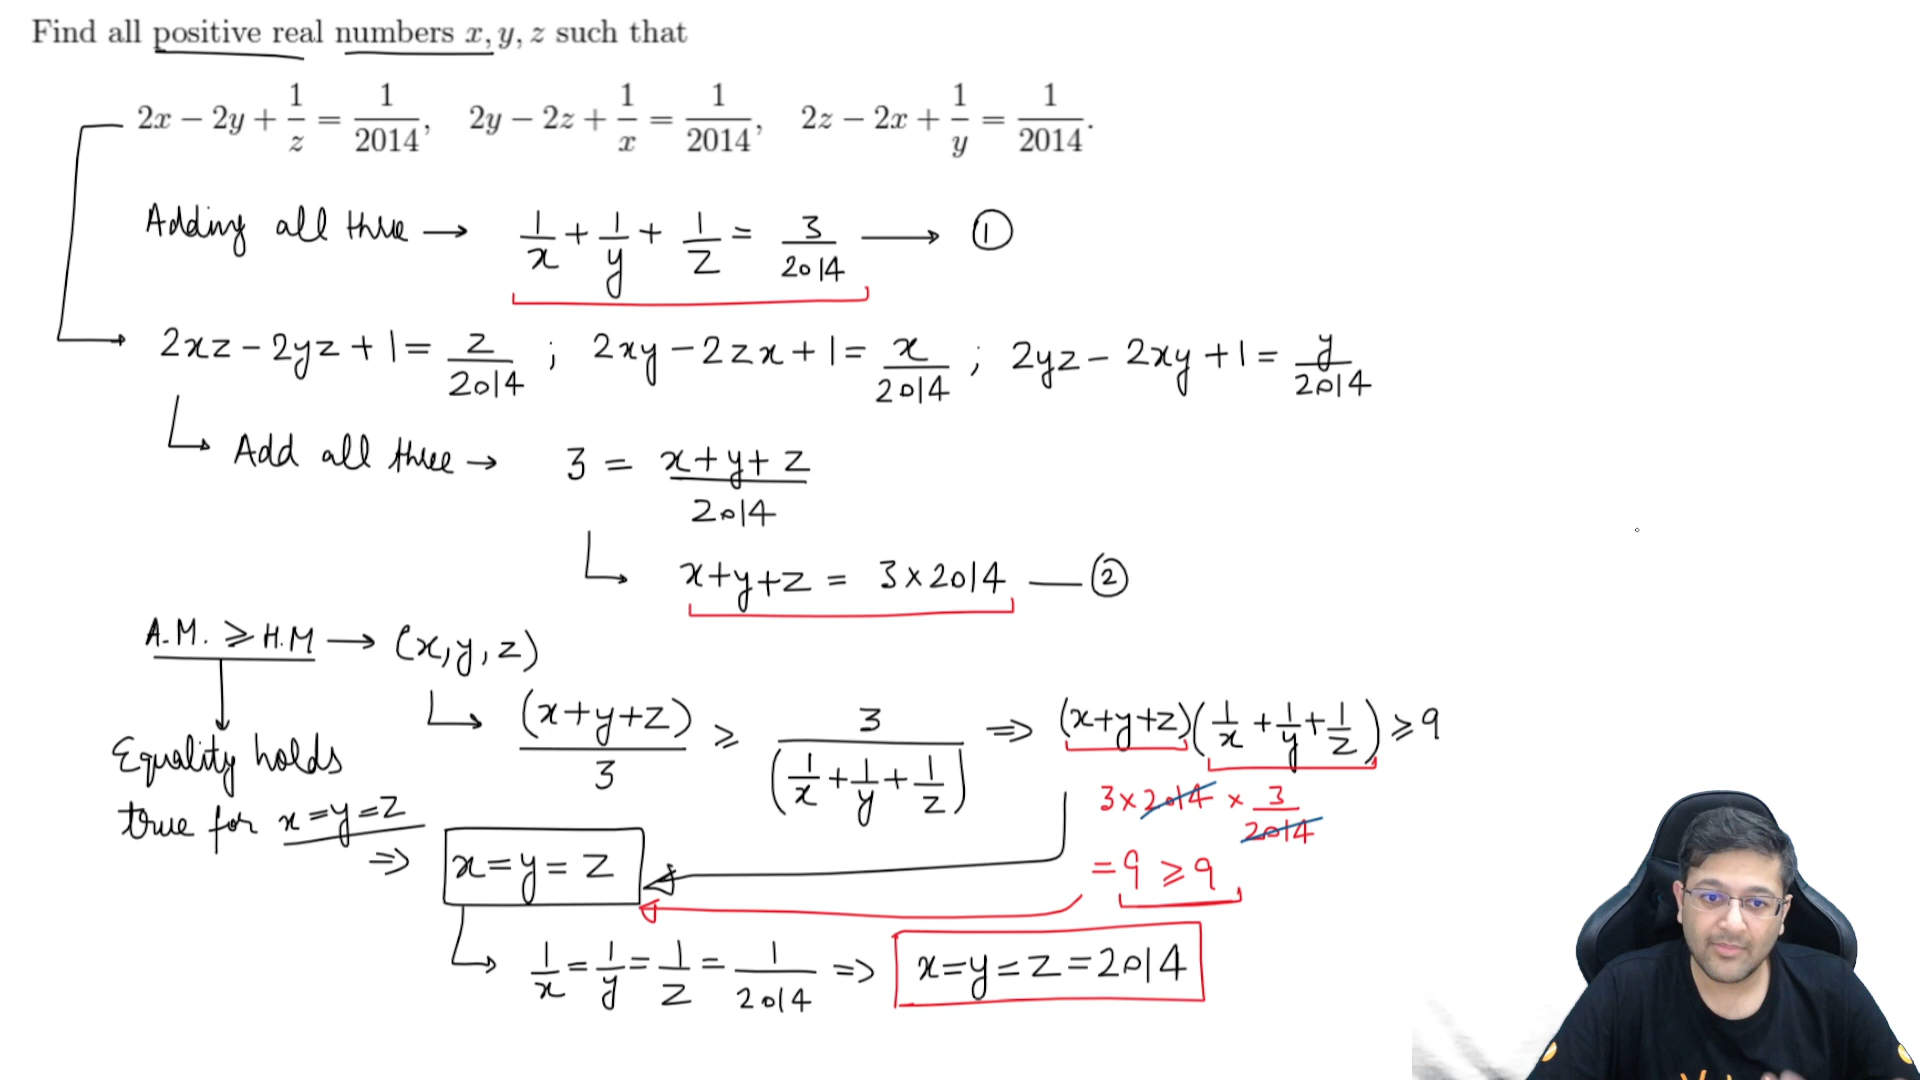 Find all positive real numbers x, y, z such that
2x − 2y + 1/z = 1/2014, 2y − 2z + 1/x = 1/2014, 2z − 2x + 1/y = 1/2014.
Adding all three → 1/x + 1/y + 1/z = 3/2014 → ①
2xz − 2yz + 1 = z/2014 ; 2xy − 2zx + 1 = x/2014 ; 2yz − 2xy + 1 = y/2014
Add all three → 3 = (x+y+z)/2014
x+y+z = 3×2014 — ②
A.M. ⩾ H.M → (x, y, z)
(x+y+z)/3 ⩾ 3/(1/x + 1/y + 1/z) ⇒ (x+y+z)(1/x + 1/y + 1/z) ⩾ 9
Equality holds
true for x=y=z
3×2014 × 3/2014
= 9 ⩾ 9
⇒ x=y=z
1/x = 1/y = 1/z = 1/2014 ⇒ x=y=z=2014